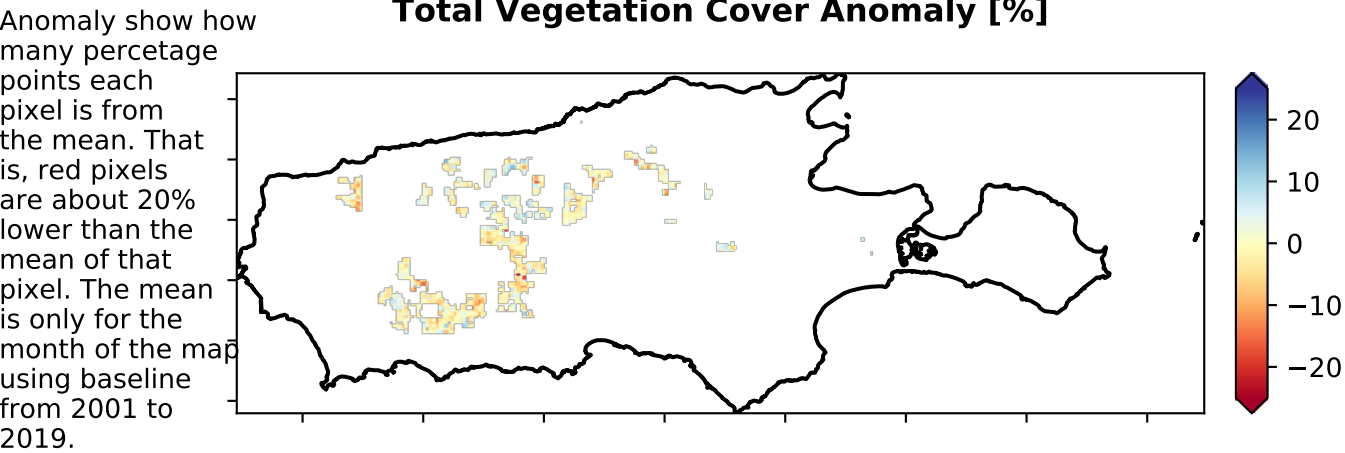 Total Vegetation Cover Anomaly [%]
Anomaly show how
many percetage
points each
pixel is from
the mean. That
is, red pixels
are about 20%
lower than the
mean of that
pixel. The mean
is only for the
month of the map
using baseline
from 2001 to
2019.
20
10
0
−10
−20